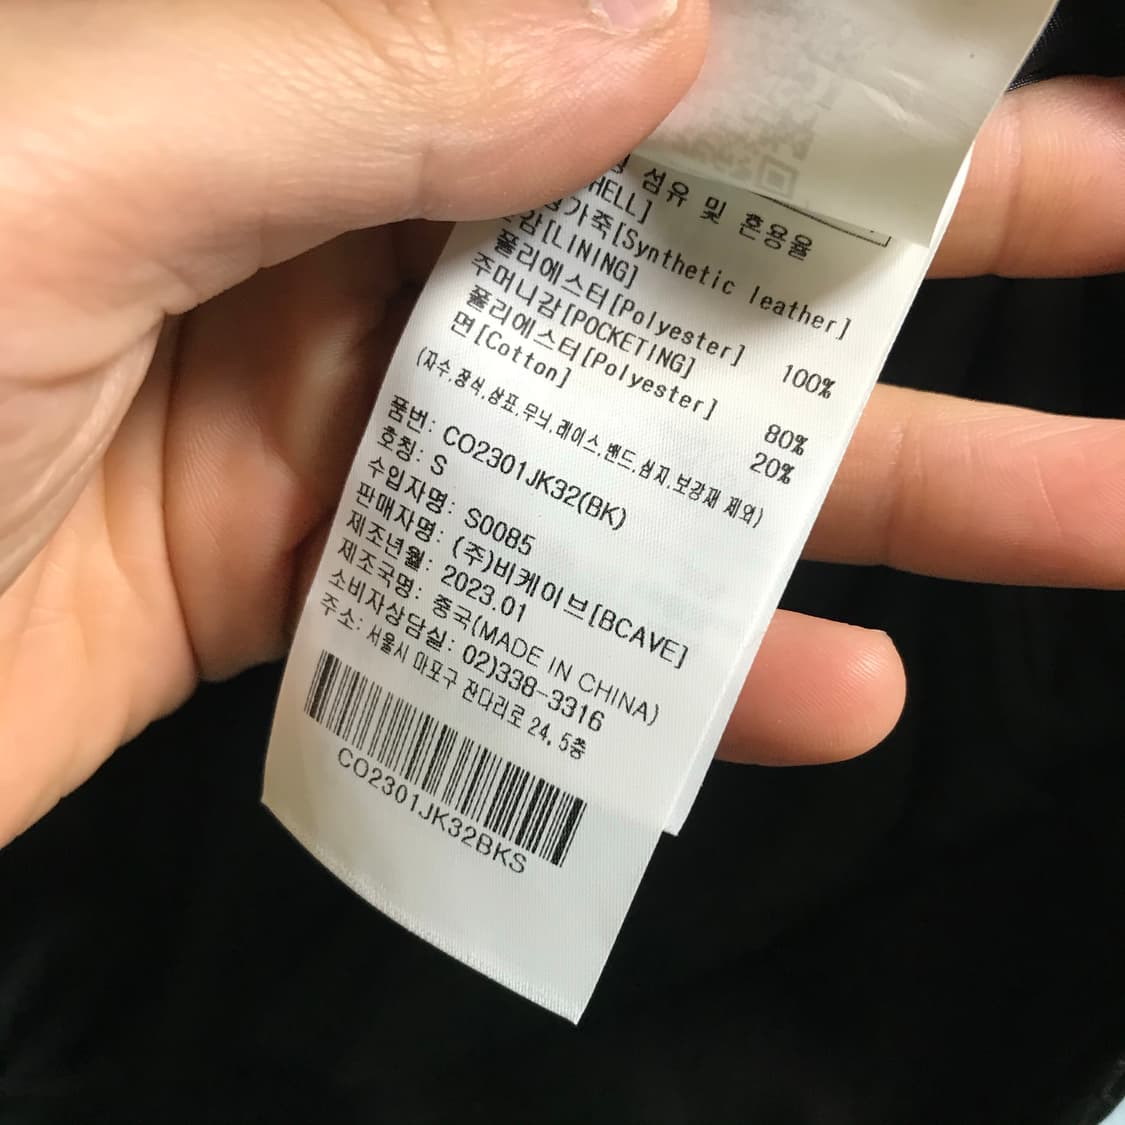 섬유 및 혼용율
HELL]
가죽[Synthetic leather]
감[LINING]
폴리에스터[Polyester] 100%
주머니감[POCKETING]
폴리에스터[Polyester] 80%
면[Cotton] 20%
(자수,장식,상표,무늬,레이스,밴드,심지,보강재 제외)
품번: CO2301JK32(BK)
호칭: S
수입자명: S0085
판매자명: (주)비케이브[BCAVE]
제조년월: 2023.01
제조국명: 중국(MADE IN CHINA)
소비자상담실: 02)338-3316
주소: 서울시 마포구 잔다리로 24, 5층
CO2301JK32BKS